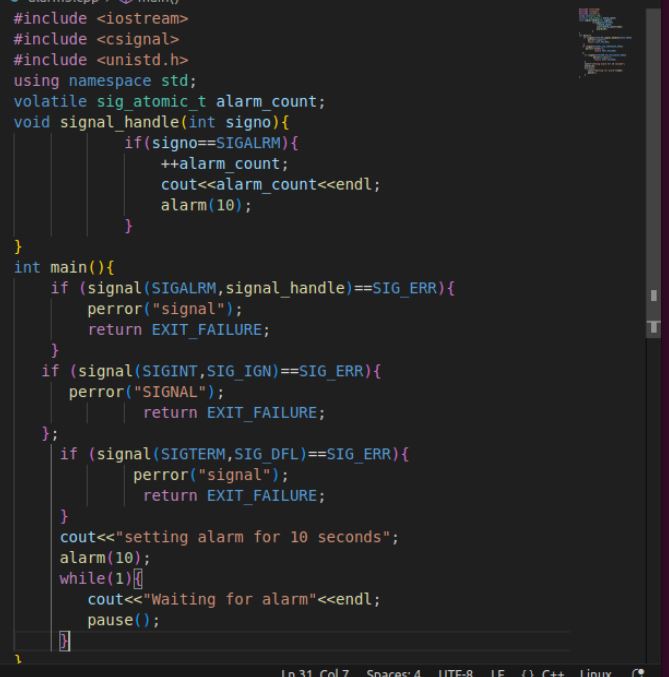 alarm3.cpp > main()
#include <iostream>
#include <csignal>
#include <unistd.h>
using namespace std;
volatile sig_atomic_t alarm_count;
void signal_handle(int signo){
            if(signo==SIGALRM){
                ++alarm_count;
                cout<<alarm_count<<endl;
                alarm(10);
            }
}
int main(){
    if (signal(SIGALRM,signal_handle)==SIG_ERR){
        perror("signal");
        return EXIT_FAILURE;
    }
   if (signal(SIGINT,SIG_IGN)==SIG_ERR){
      perror("SIGNAL");
              return EXIT_FAILURE;
   };
     if (signal(SIGTERM,SIG_DFL)==SIG_ERR){
             perror("signal");
              return EXIT_FAILURE;
     }
     cout<<"setting alarm for 10 seconds";
     alarm(10);
     while(1){
        cout<<"Waiting for alarm"<<endl;
        pause();
     }
}
Ln 31, Col 7 Spaces: 4 UTF-8 LF {} C++ Linux